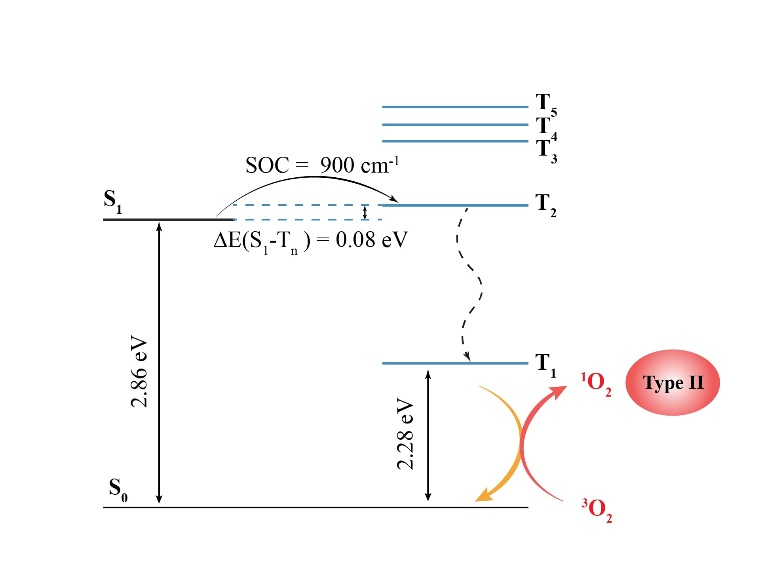 T₅
T₄
T₃
SOC = 900 cm⁻¹
S₁
T₂
ΔE(S₁-Tₙ) = 0.08 eV
2.86 eV
T₁
2.28 eV
¹O₂
Type II
S₀
³O₂